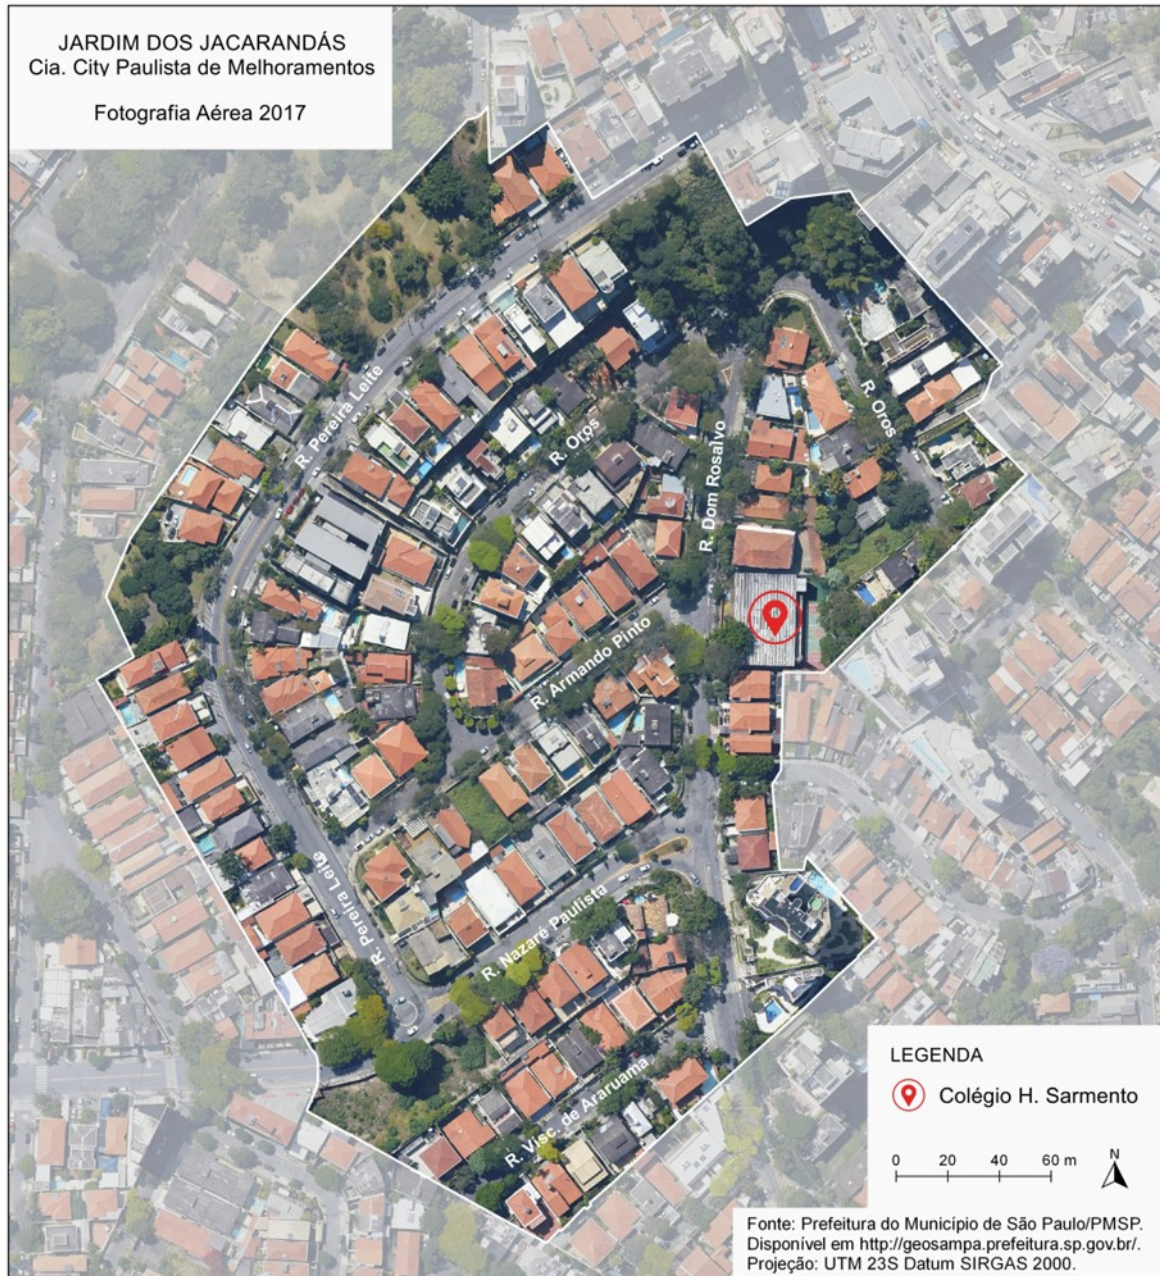 JARDIM DOS JACARANDÁS
Cia. City Paulista de Melhoramentos
Fotografia Aérea 2017
R. Pereira Leite
R. Oros
R. Oros
R. Dom Rosalvo
R. Armando Pinto
R. Pereira Leite
R. Nazaré Paulista
R. Visc. de Araruama
LEGENDA
Colégio H. Sarmento
0 20 40 60 m
N
Fonte: Prefeitura do Município de São Paulo/PMSP.
Disponível em http://geosampa.prefeitura.sp.gov.br/.
Projeção: UTM 23S Datum SIRGAS 2000.